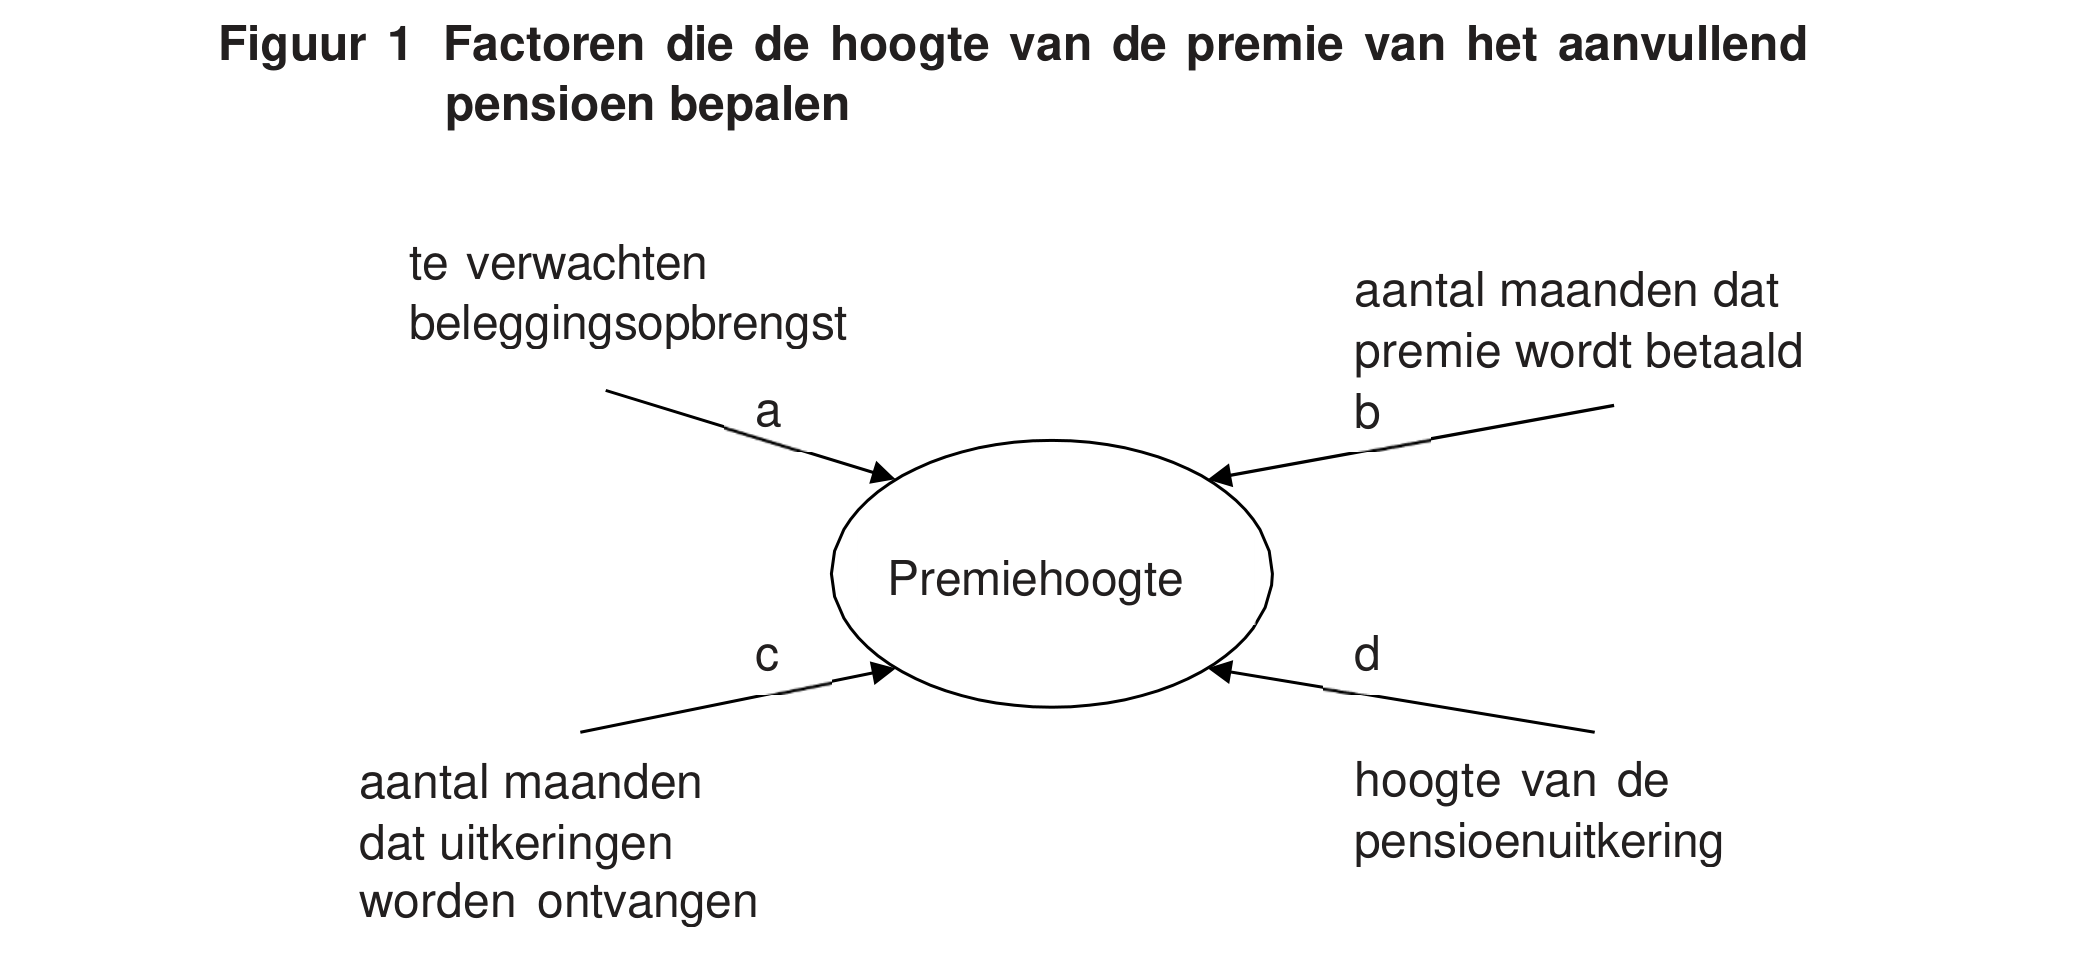 Figuur 1 Factoren die de hoogte van de premie van het aanvullend
pensioen bepalen
te verwachten
beleggingsopbrengst
a
aantal maanden dat
premie wordt betaald
b
Premiehoogte
c
aantal maanden
dat uitkeringen
worden ontvangen
d
hoogte van de
pensioenuitkering